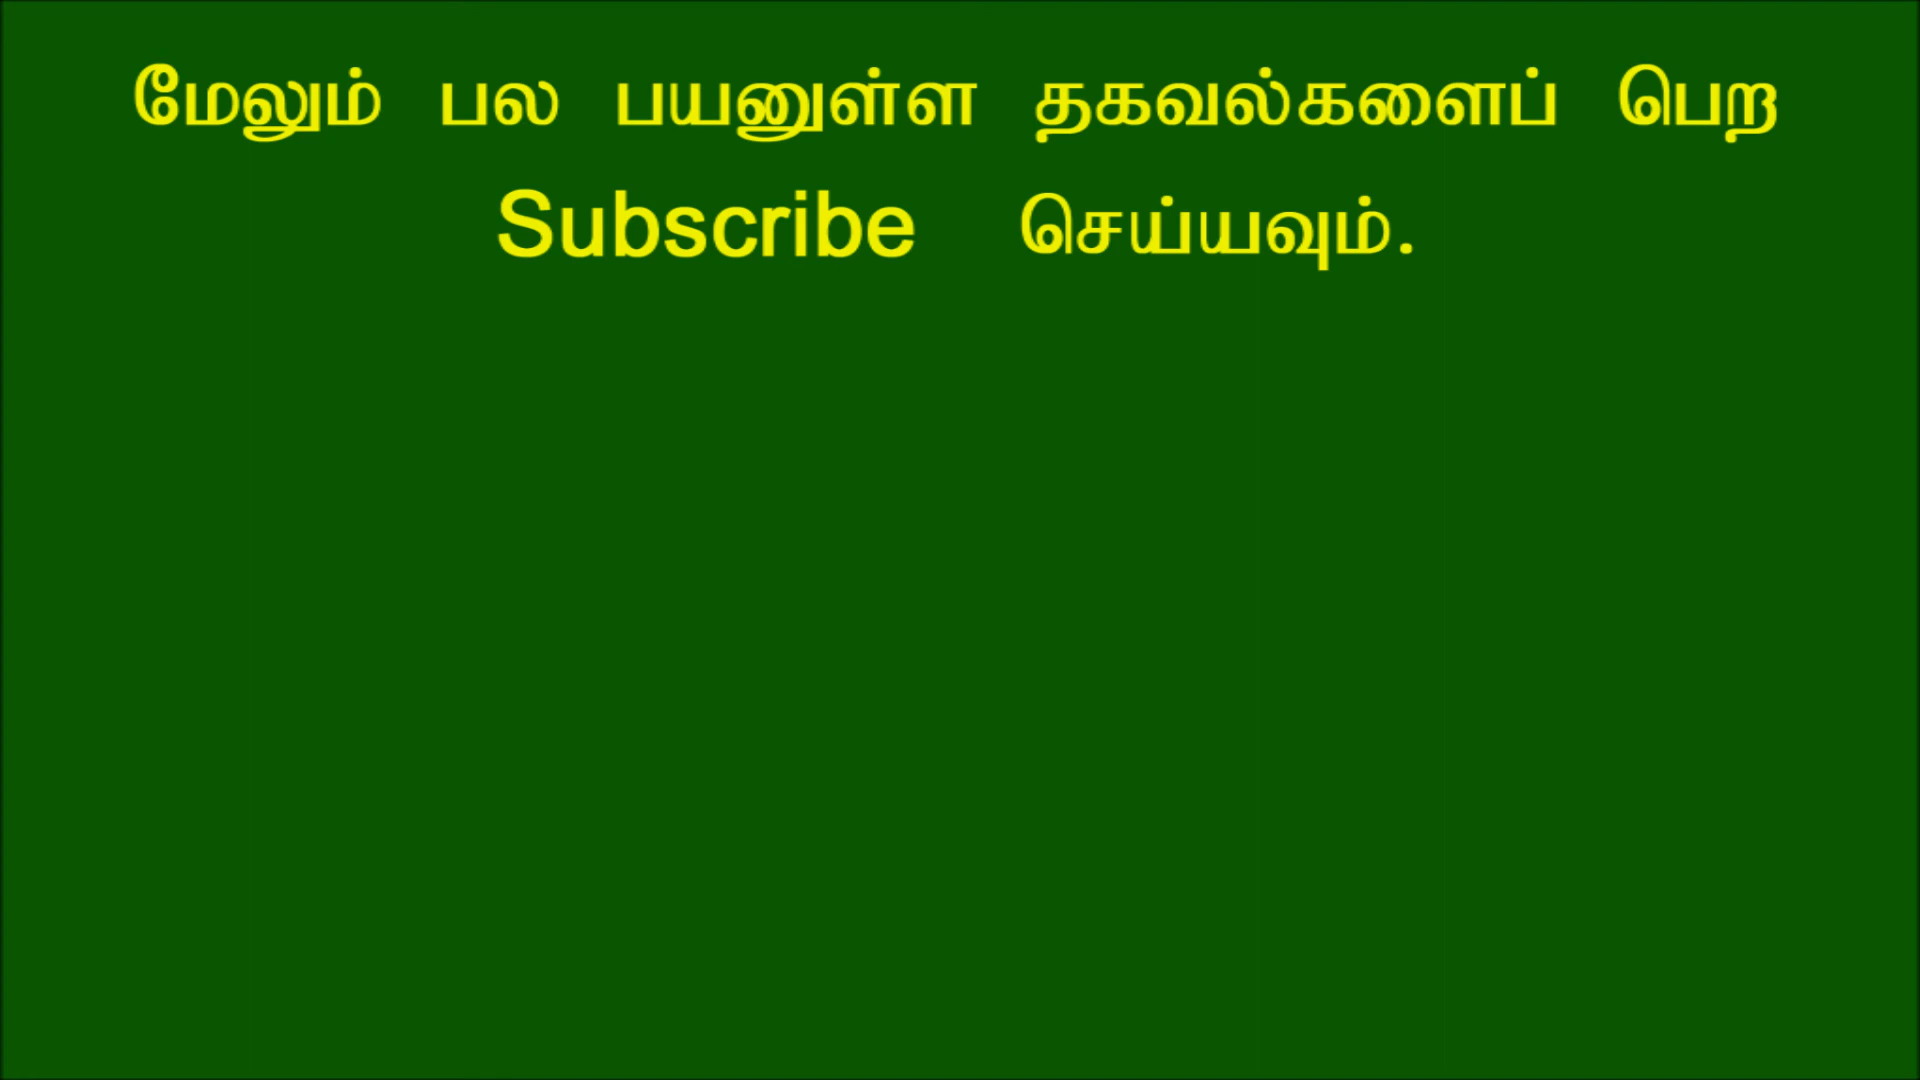 மேலும் பல பயனுள்ள தகவல்களைப் பெற
Subscribe செய்யவும்.